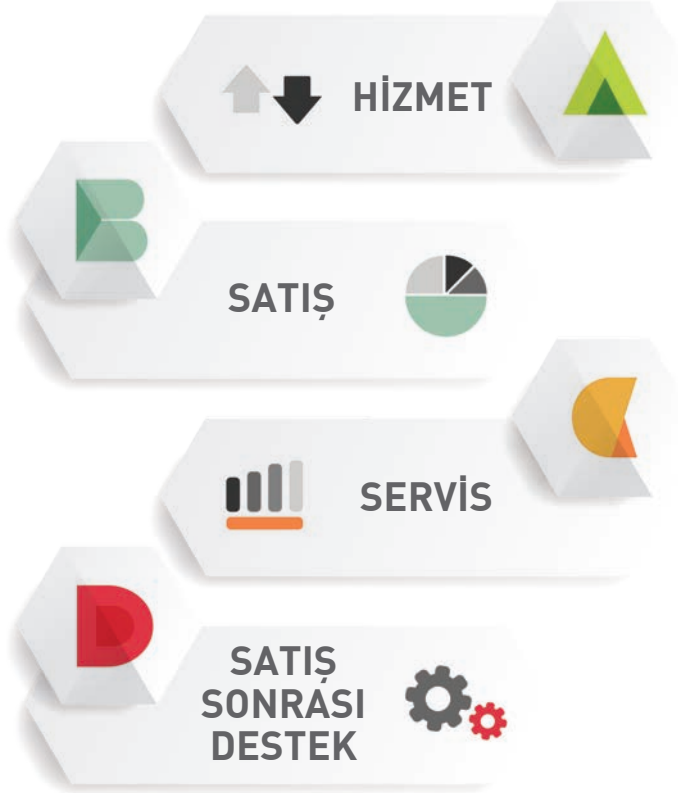 HİZMET
A
B
SATIŞ
C
SERVİS
D
SATIŞ
SONRASI
DESTEK